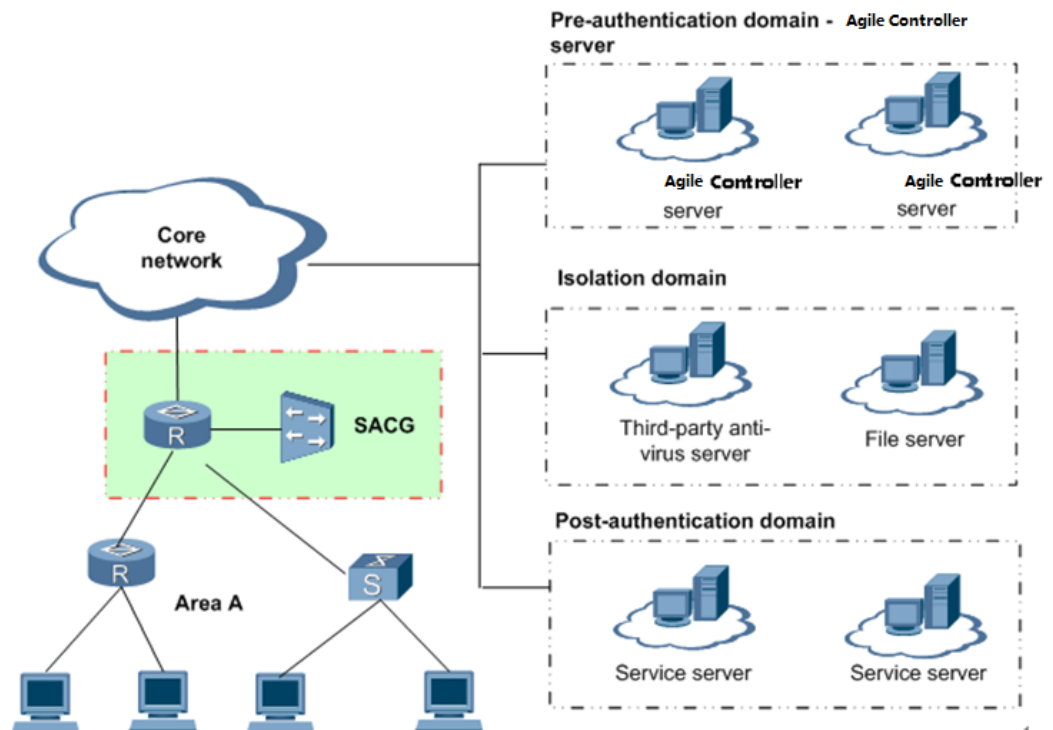 Pre-authentication domain - Agile Controller
server
Agile Controller
server
Agile Controller
server
Core
network
Isolation domain
SACG
R
Third-party anti-
virus server
File server
Post-authentication domain
R
S
Area A
Service server
Service server